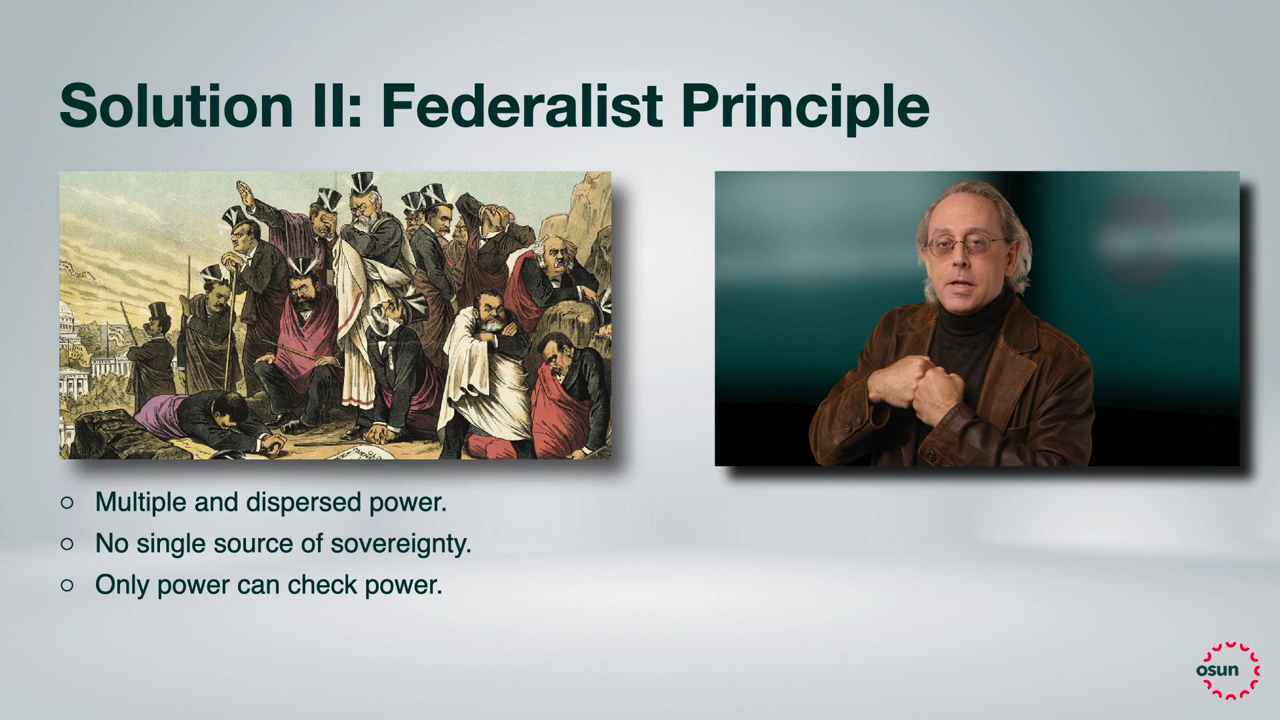 Solution II: Federalist Principle
Multiple and dispersed power.
No single source of sovereignty.
Only power can check power.
osun